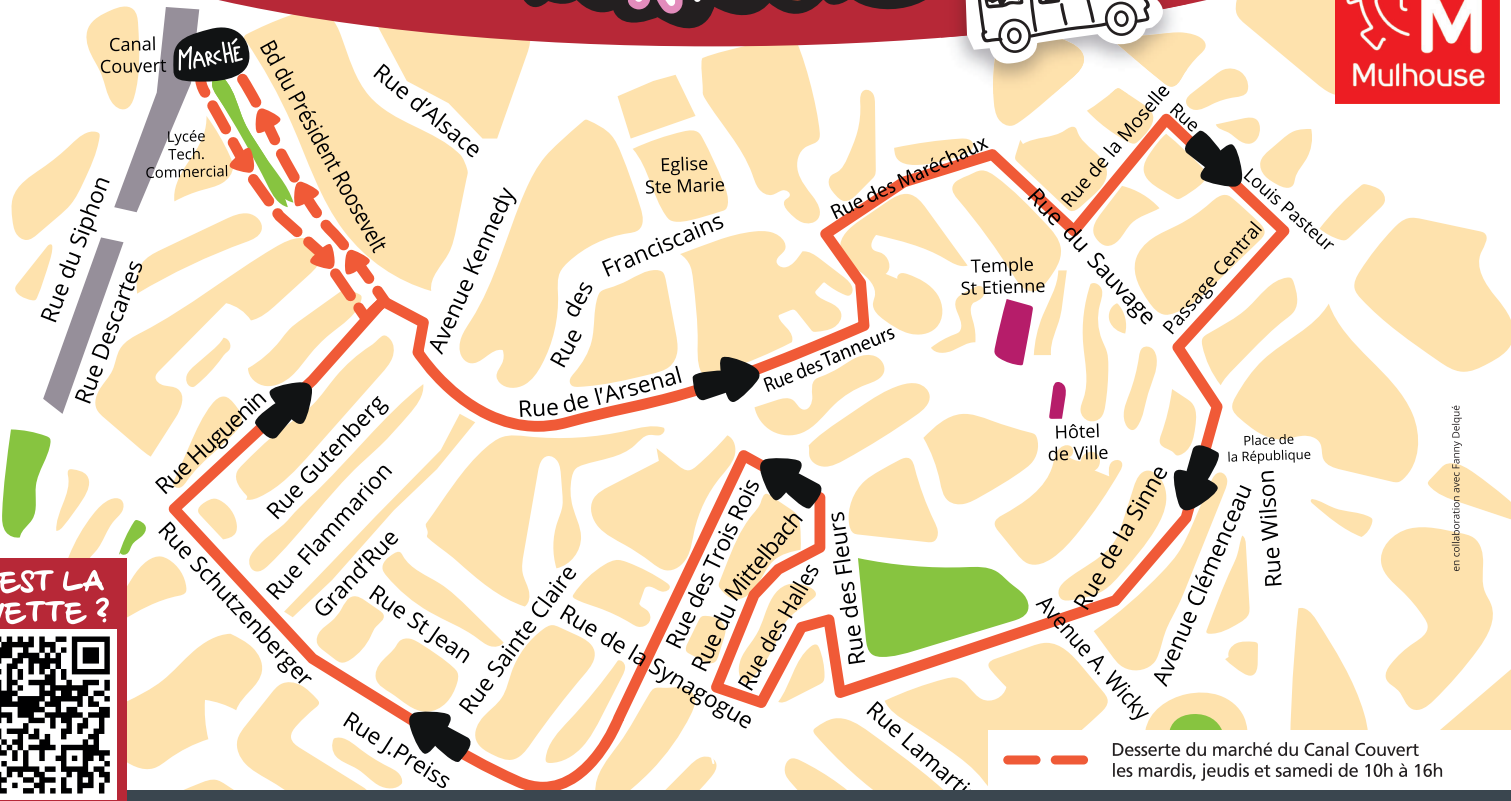 Canal
Couvert
MARCHÉ
Bd du Président Roosevelt
Rue d'Alsace
Mulhouse
Lycée
Tech.
Commercial
Eglise
Ste Marie
Rue des Maréchaux
Rue de la Moselle
Rue Louis Pasteur
Rue du Siphon
Rue Descartes
Avenue Kennedy
Rue des Franciscains
Rue du Sauvage
Passage Central
Temple
St Etienne
Rue de l'Arsenal
Rue des Tanneurs
Hôtel
de Ville
Place de
la République
Rue Huguenin
Rue Gutenberg
Rue Flammarion
Grand'Rue
Rue Schutzenberger
Rue St Jean
Rue Sainte Claire
Rue de la Synagogue
Rue des Trois Rois
Rue du Mittelbach
Rue des Halles
Rue des Fleurs
Rue de la Sinne
Avenue Clémenceau
Rue Wilson
Avenue A. Wicky
Rue J.Preiss
Rue Lamarti
EST LA
ETTE ?
en collaboration avec Fanny Delqué
Desserte du marché du Canal Couvert
les mardis, jeudis et samedi de 10h à 16h